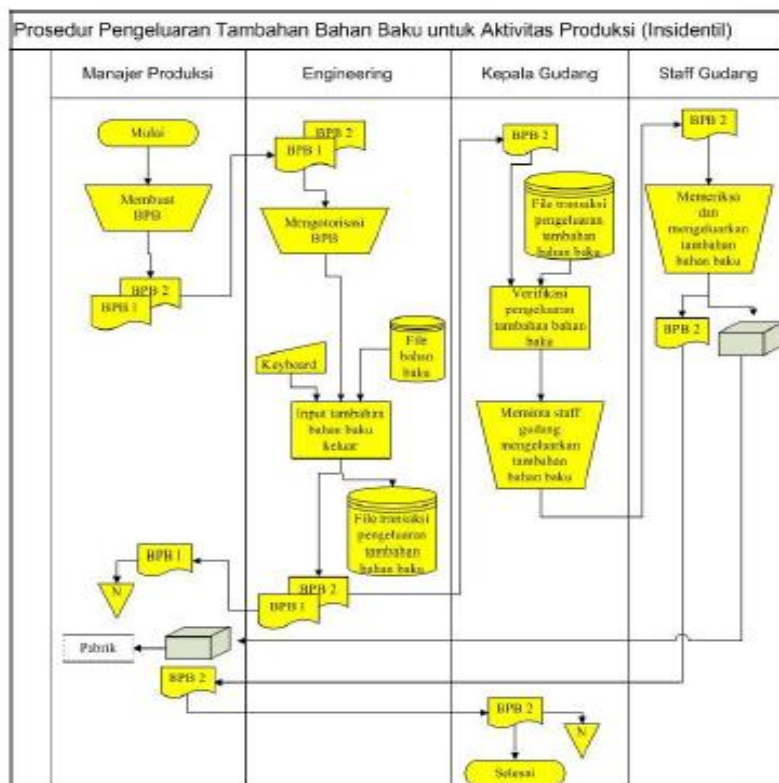 Prosedur Pengeluaran Tambahan Bahan Baku untuk Aktivitas Produksi (Insidentil)
Manajer Produksi
Engineering
Kepala Gudang
Staff Gudang
Mulai
Membuat
BPB
BPB 2
BPB 1
BPB 2
BPB 1
Mengotorisasi
BPB
Keyboard
File
bahan
baku
Input tambahan
bahan baku
keluar
File transaksi
pengeluaran
tambahan
bahan baku
BPB 2
BPB 1
BPB 2
File transaksi
pengeluaran
tambahan
bahan baku
Verifikasi
pengeluaran
tambahan bahan
baku
Meminta staff
gudang
mengeluarkan
tambahan
bahan baku
BPB 2
Memeriksa
dan
mengeluarkan
tambahan
bahan baku
BPB 2
BPB 1
N
Pabrik
BPB 2
BPB 2
N
Selesai